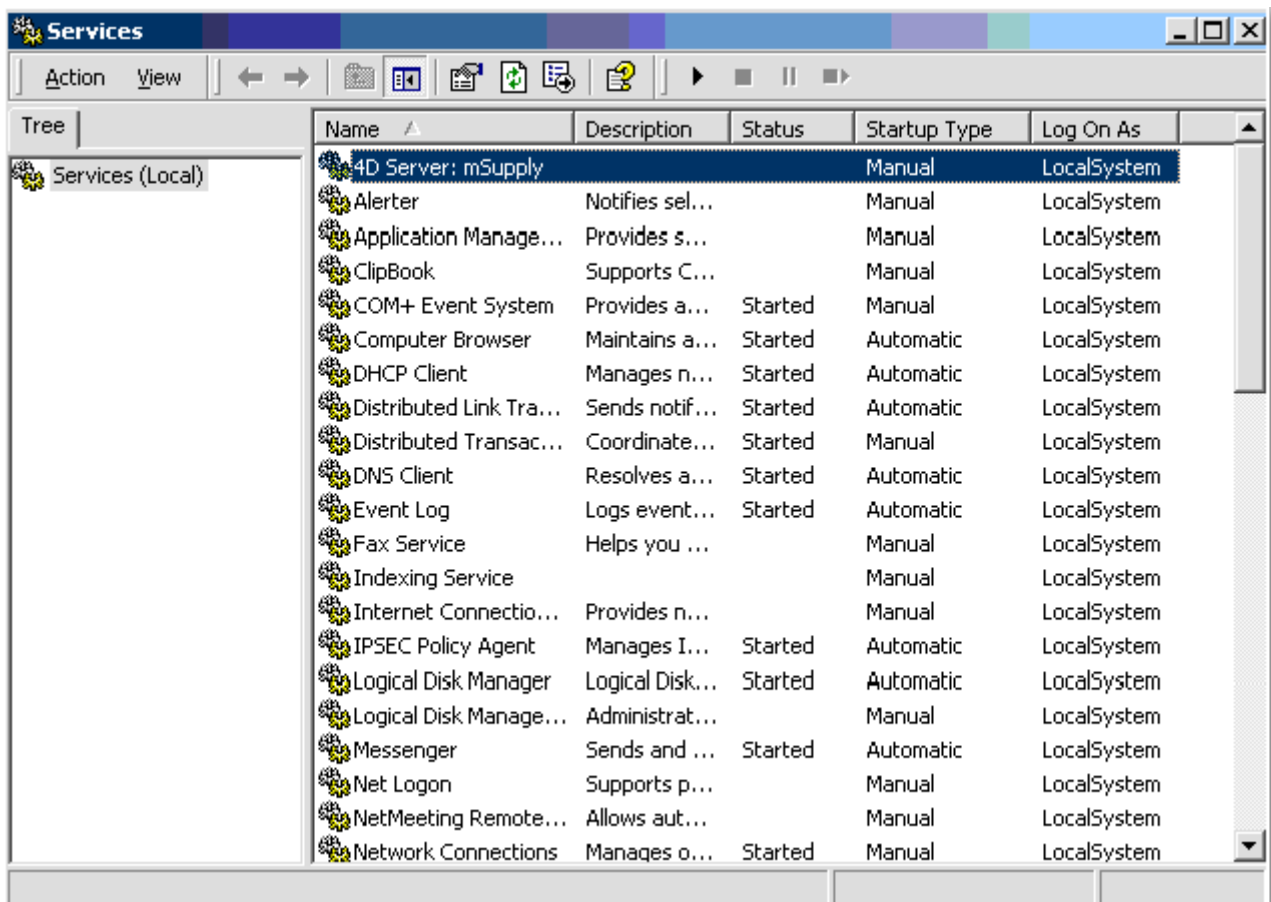 Services
Action View
Tree
Name Description Status Startup Type Log On As
Services (Local)
4D Server: mSupply Manual LocalSystem
Alerter Notifies sel... Manual LocalSystem
Application Manage... Provides s... Manual LocalSystem
ClipBook Supports C... Manual LocalSystem
COM+ Event System Provides a... Started Manual LocalSystem
Computer Browser Maintains a... Started Automatic LocalSystem
DHCP Client Manages n... Started Automatic LocalSystem
Distributed Link Tra... Sends notif... Started Automatic LocalSystem
Distributed Transac... Coordinate... Started Manual LocalSystem
DNS Client Resolves a... Started Automatic LocalSystem
Event Log Logs event... Started Automatic LocalSystem
Fax Service Helps you ... Manual LocalSystem
Indexing Service Manual LocalSystem
Internet Connectio... Provides n... Manual LocalSystem
IPSEC Policy Agent Manages I... Started Automatic LocalSystem
Logical Disk Manager Logical Disk... Started Automatic LocalSystem
Logical Disk Manage... Administrat... Manual LocalSystem
Messenger Sends and ... Started Automatic LocalSystem
Net Logon Supports p... Manual LocalSystem
NetMeeting Remote... Allows aut... Manual LocalSystem
Network Connections Manages o... Started Manual LocalSystem